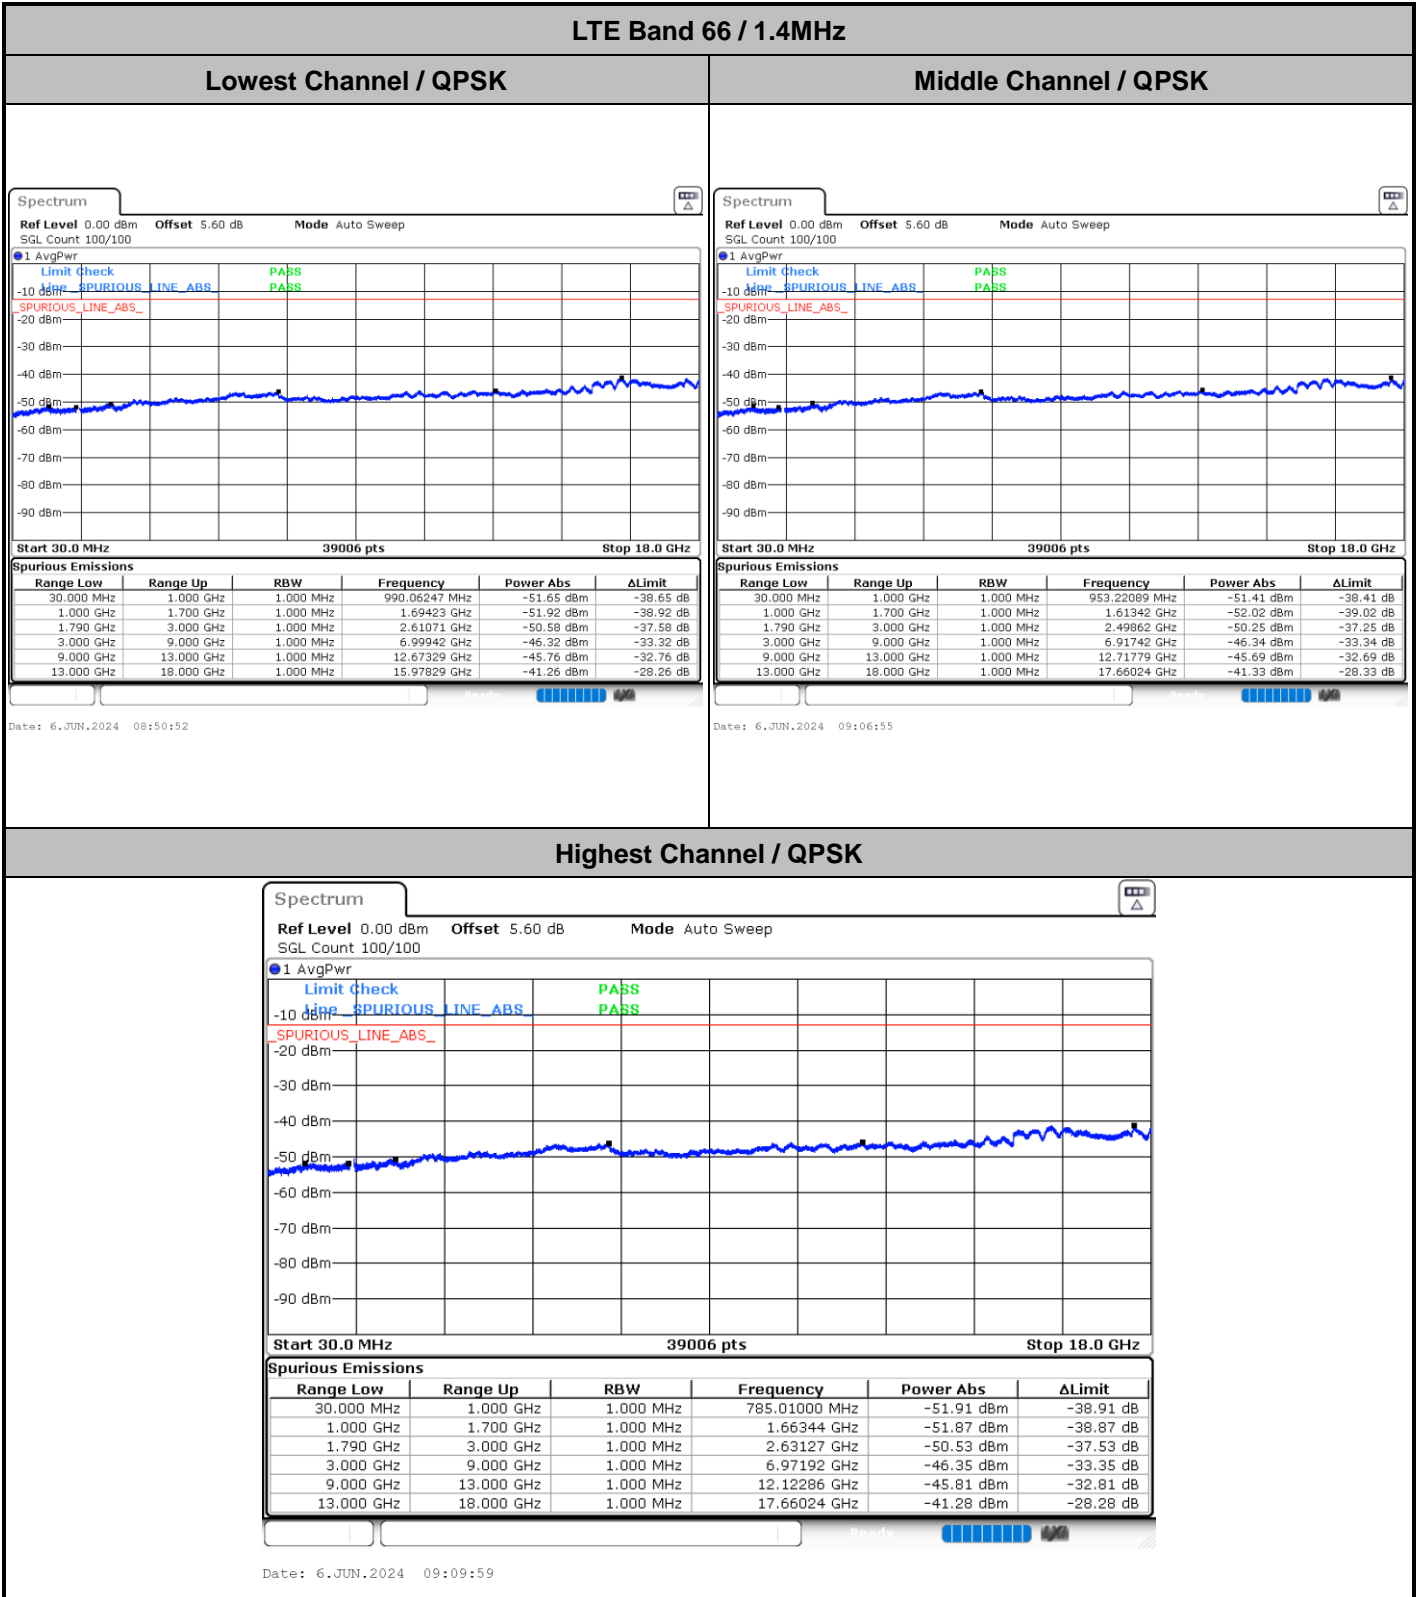 LTE Band 66 / 1.4MHz
Lowest Channel / QPSK
Middle Channel / QPSK
Spectrum
Ref Level 0.00 dBm Offset 5.60 dB Mode Auto Sweep
SGL Count 100/100
1 AvgPwr
Limit Check PASS
Line _SPURIOUS_LINE_ABS_ PASS
-10 dBm
_SPURIOUS_LINE_ABS_
-20 dBm
-30 dBm
-40 dBm
-50 dBm
-60 dBm
-70 dBm
-80 dBm
-90 dBm
Start 30.0 MHz 39006 pts Stop 18.0 GHz
Spurious Emissions
Range Low Range Up RBW Frequency Power Abs ΔLimit
30.000 MHz 1.000 GHz 1.000 MHz 990.06247 MHz -51.65 dBm -38.65 dB
1.000 GHz 1.700 GHz 1.000 MHz 1.69423 GHz -51.92 dBm -38.92 dB
1.790 GHz 3.000 GHz 1.000 MHz 2.61071 GHz -50.58 dBm -37.58 dB
3.000 GHz 9.000 GHz 1.000 MHz 6.99942 GHz -46.32 dBm -33.32 dB
9.000 GHz 13.000 GHz 1.000 MHz 12.67329 GHz -45.76 dBm -32.76 dB
13.000 GHz 18.000 GHz 1.000 MHz 15.97829 GHz -41.26 dBm -28.26 dB
Ready
Date: 6.JUN.2024 08:50:52
Spectrum
Ref Level 0.00 dBm Offset 5.60 dB Mode Auto Sweep
SGL Count 100/100
1 AvgPwr
Limit Check PASS
Line _SPURIOUS_LINE_ABS_ PASS
-10 dBm
_SPURIOUS_LINE_ABS_
-20 dBm
-30 dBm
-40 dBm
-50 dBm
-60 dBm
-70 dBm
-80 dBm
-90 dBm
Start 30.0 MHz 39006 pts Stop 18.0 GHz
Spurious Emissions
Range Low Range Up RBW Frequency Power Abs ΔLimit
30.000 MHz 1.000 GHz 1.000 MHz 953.22089 MHz -51.41 dBm -38.41 dB
1.000 GHz 1.700 GHz 1.000 MHz 1.61342 GHz -52.02 dBm -39.02 dB
1.790 GHz 3.000 GHz 1.000 MHz 2.49862 GHz -50.25 dBm -37.25 dB
3.000 GHz 9.000 GHz 1.000 MHz 6.91742 GHz -46.34 dBm -33.34 dB
9.000 GHz 13.000 GHz 1.000 MHz 12.71779 GHz -45.69 dBm -32.69 dB
13.000 GHz 18.000 GHz 1.000 MHz 17.66024 GHz -41.33 dBm -28.33 dB
Ready
Date: 6.JUN.2024 09:06:55
Highest Channel / QPSK
Spectrum
Ref Level 0.00 dBm Offset 5.60 dB Mode Auto Sweep
SGL Count 100/100
1 AvgPwr
Limit Check PASS
Line _SPURIOUS_LINE_ABS_ PASS
-10 dBm
_SPURIOUS_LINE_ABS_
-20 dBm
-30 dBm
-40 dBm
-50 dBm
-60 dBm
-70 dBm
-80 dBm
-90 dBm
Start 30.0 MHz 39006 pts Stop 18.0 GHz
Spurious Emissions
Range Low Range Up RBW Frequency Power Abs ΔLimit
30.000 MHz 1.000 GHz 1.000 MHz 785.01000 MHz -51.91 dBm -38.91 dB
1.000 GHz 1.700 GHz 1.000 MHz 1.66344 GHz -51.87 dBm -38.87 dB
1.790 GHz 3.000 GHz 1.000 MHz 2.63127 GHz -50.53 dBm -37.53 dB
3.000 GHz 9.000 GHz 1.000 MHz 6.97192 GHz -46.35 dBm -33.35 dB
9.000 GHz 13.000 GHz 1.000 MHz 12.12286 GHz -45.81 dBm -32.81 dB
13.000 GHz 18.000 GHz 1.000 MHz 17.66024 GHz -41.28 dBm -28.28 dB
Ready
Date: 6.JUN.2024 09:09:59